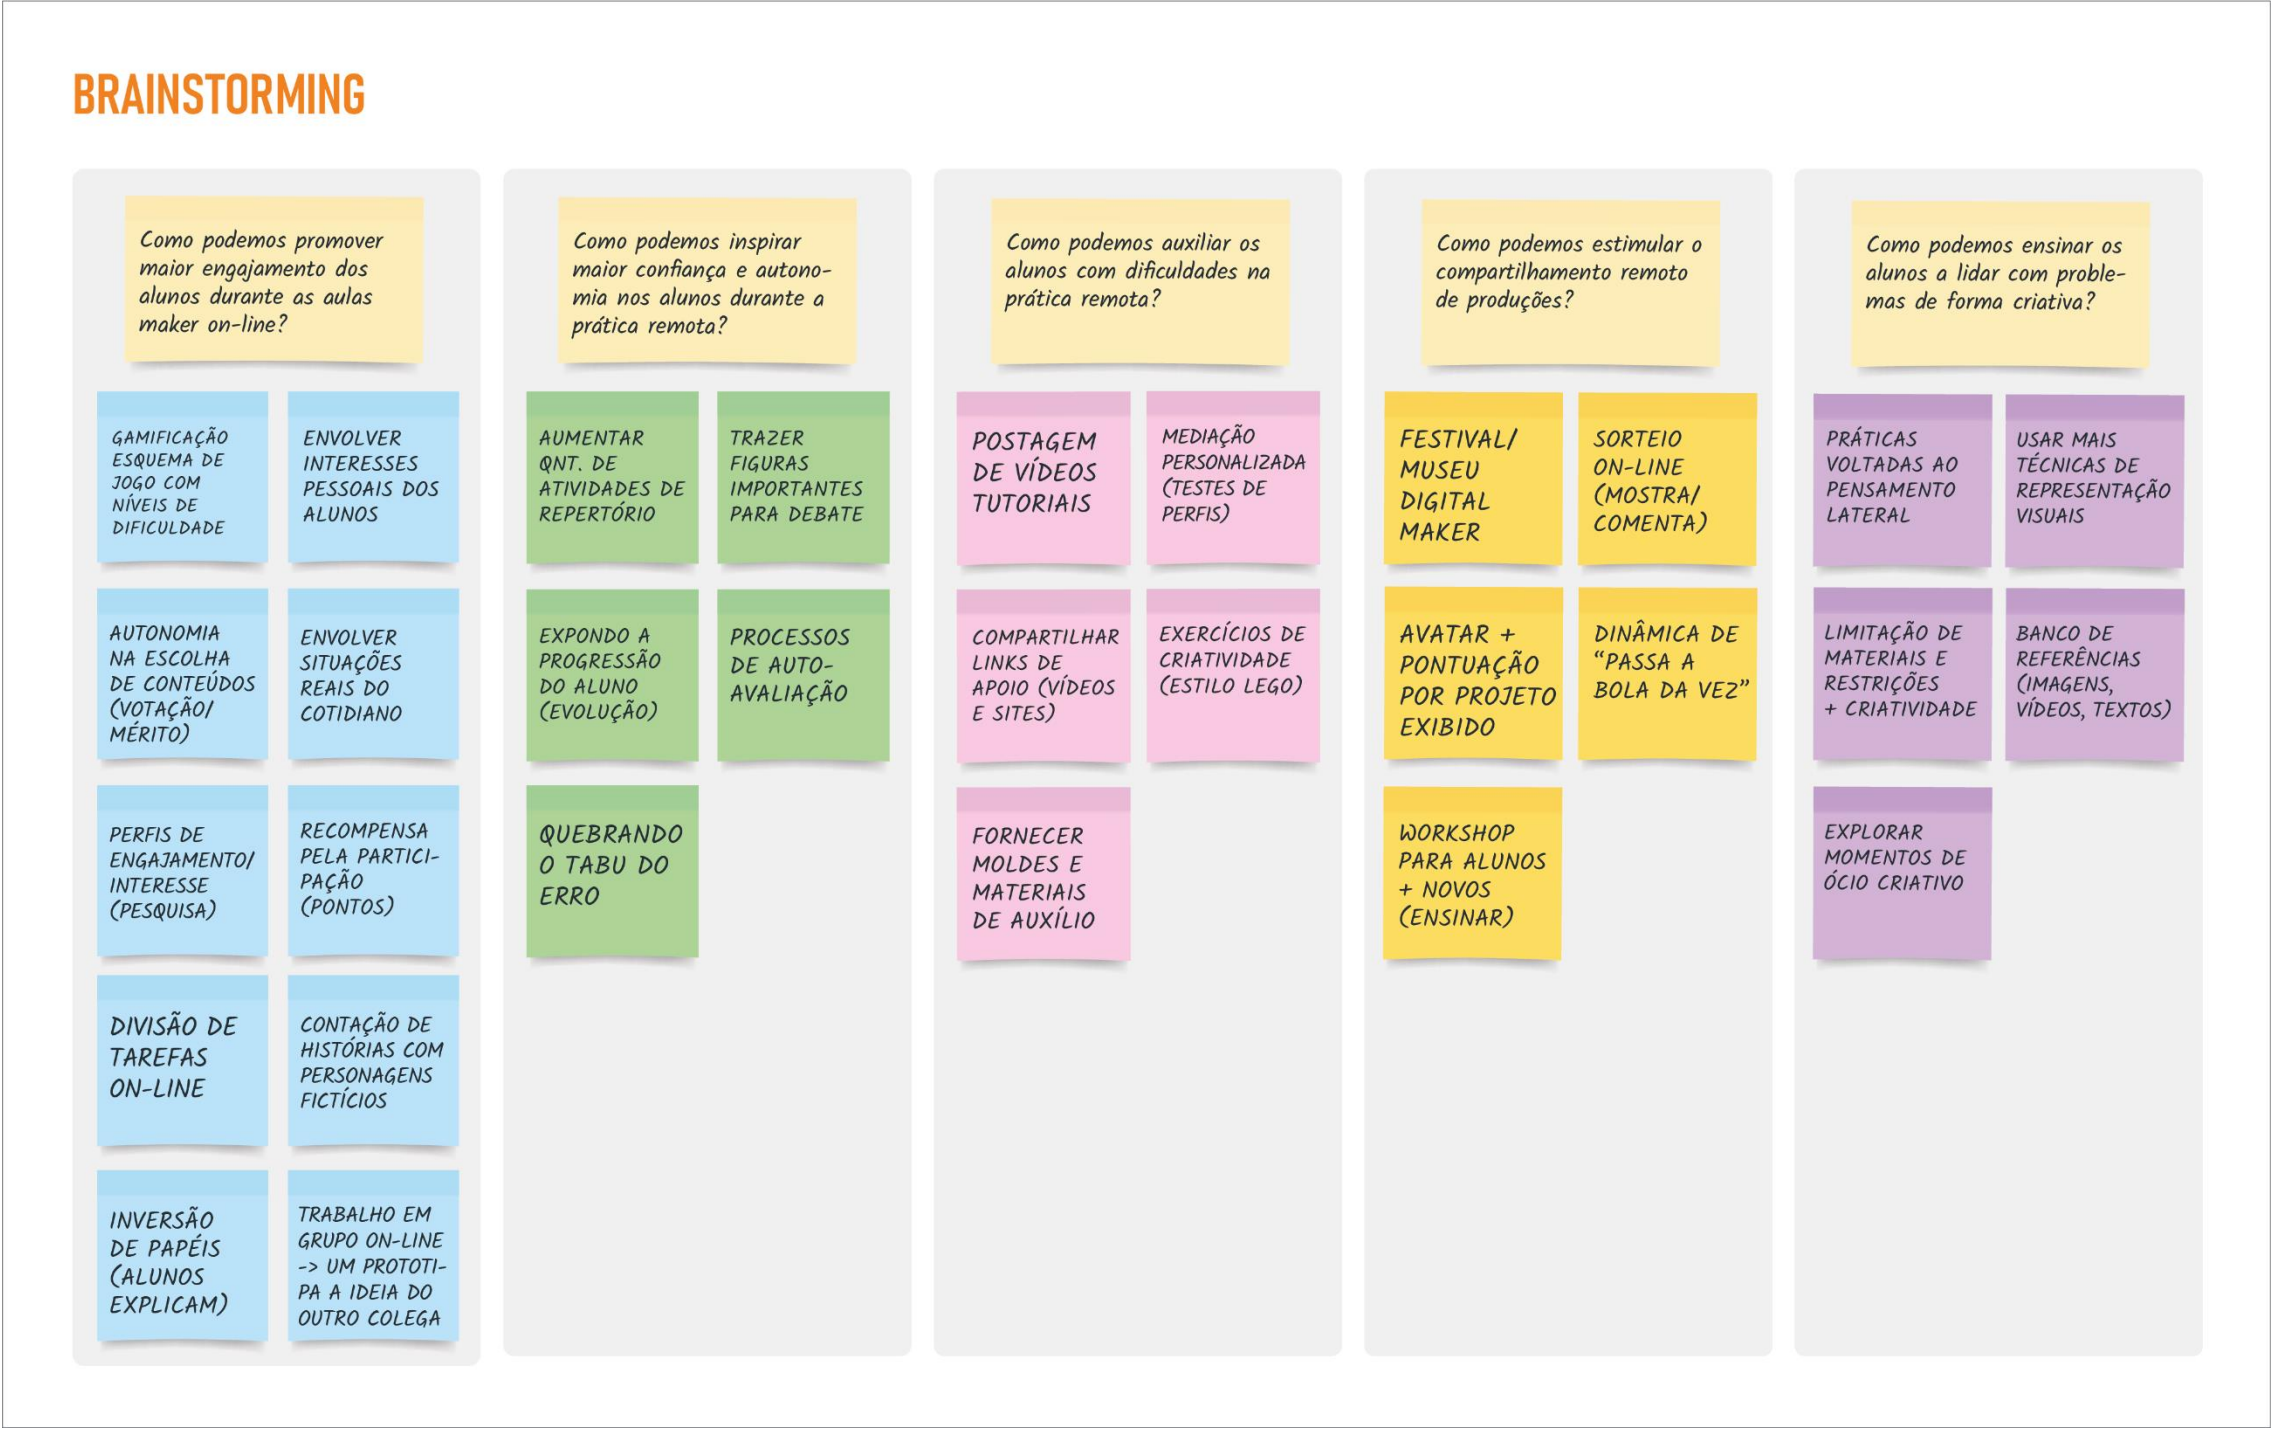 BRAINSTORMING
Como podemos promover
maior engajamento dos
alunos durante as aulas
maker on-line?
GAMIFICAÇÃO
ESQUEMA DE
JOGO COM
NÍVEIS DE
DIFICULDADE
ENVOLVER
INTERESSES
PESSOAIS DOS
ALUNOS
AUTONOMIA
NA ESCOLHA
DE CONTEÚDOS
(VOTAÇÃO/
MÉRITO)
ENVOLVER
SITUAÇÕES
REAIS DO
COTIDIANO
PERFIS DE
ENGAJAMENTO/
INTERESSE
(PESQUISA)
RECOMPENSA
PELA PARTICI-
PAÇÃO
(PONTOS)
DIVISÃO DE
TAREFAS
ON-LINE
CONTAÇÃO DE
HISTÓRIAS COM
PERSONAGENS
FICTÍCIOS
INVERSÃO
DE PAPÉIS
(ALUNOS
EXPLICAM)
TRABALHO EM
GRUPO ON-LINE
-> UM PROTOTI-
PA A IDEIA DO
OUTRO COLEGA
Como podemos inspirar
maior confiança e autono-
mia nos alunos durante a
prática remota?
AUMENTAR
QNT. DE
ATIVIDADES DE
REPERTÓRIO
TRAZER
FIGURAS
IMPORTANTES
PARA DEBATE
EXPONDO A
PROGRESSÃO
DO ALUNO
(EVOLUÇÃO)
PROCESSOS
DE AUTO-
AVALIAÇÃO
QUEBRANDO
O TABU DO
ERRO
Como podemos auxiliar os
alunos com dificuldades na
prática remota?
POSTAGEM
DE VÍDEOS
TUTORIAIS
MEDIAÇÃO
PERSONALIZADA
(TESTES DE
PERFIS)
COMPARTILHAR
LINKS DE
APOIO (VÍDEOS
E SITES)
EXERCÍCIOS DE
CRIATIVIDADE
(ESTILO LEGO)
FORNECER
MOLDES E
MATERIAIS
DE AUXÍLIO
Como podemos estimular o
compartilhamento remoto
de produções?
FESTIVAL/
MUSEU
DIGITAL
MAKER
SORTEIO
ON-LINE
(MOSTRA/
COMENTA)
AVATAR +
PONTUAÇÃO
POR PROJETO
EXIBIDO
DINÂMICA DE
“PASSA A
BOLA DA VEZ”
WORKSHOP
PARA ALUNOS
+ NOVOS
(ENSINAR)
Como podemos ensinar os
alunos a lidar com proble-
mas de forma criativa?
PRÁTICAS
VOLTADAS AO
PENSAMENTO
LATERAL
USAR MAIS
TÉCNICAS DE
REPRESENTAÇÃO
VISUAIS
LIMITAÇÃO DE
MATERIAIS E
RESTRIÇÕES
+ CRIATIVIDADE
BANCO DE
REFERÊNCIAS
(IMAGENS,
VÍDEOS, TEXTOS)
EXPLORAR
MOMENTOS DE
ÓCIO CRIATIVO